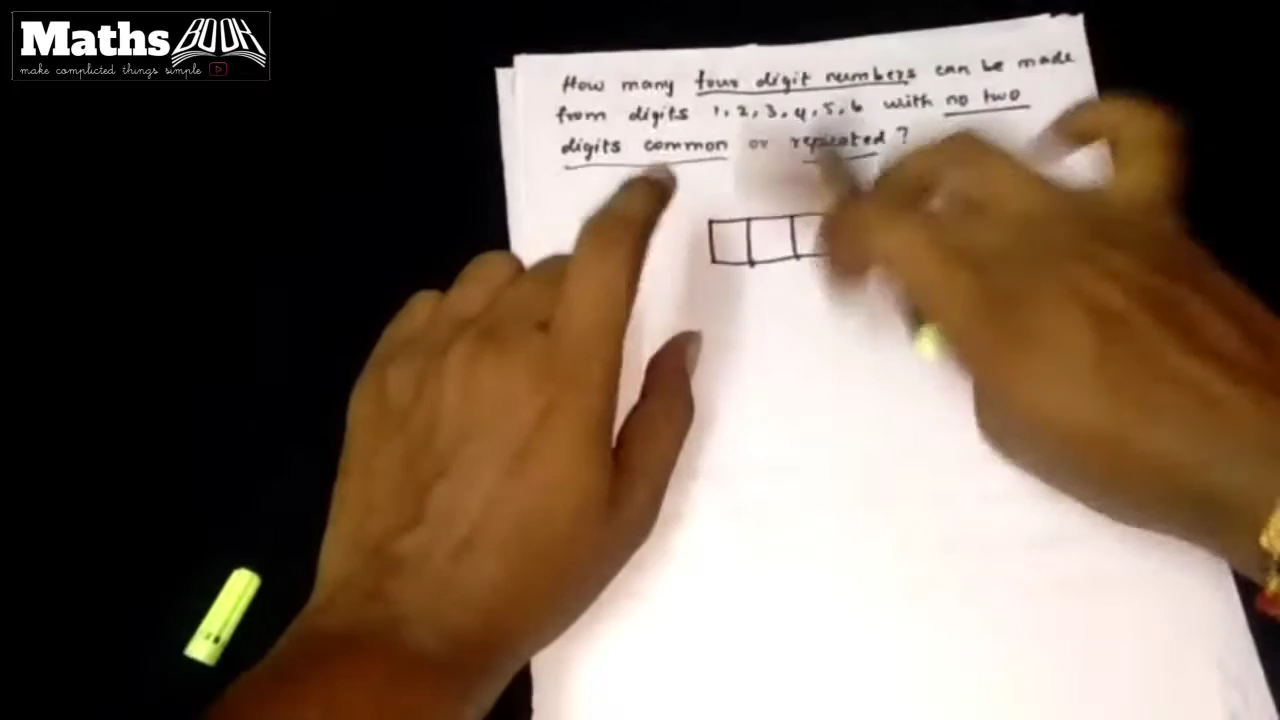 Maths BOOK
make complicted things simple
How many four digit numbers can be made
from digits 1, 2, 3, 4, 5, 6 with no two
digits common or repeated ?